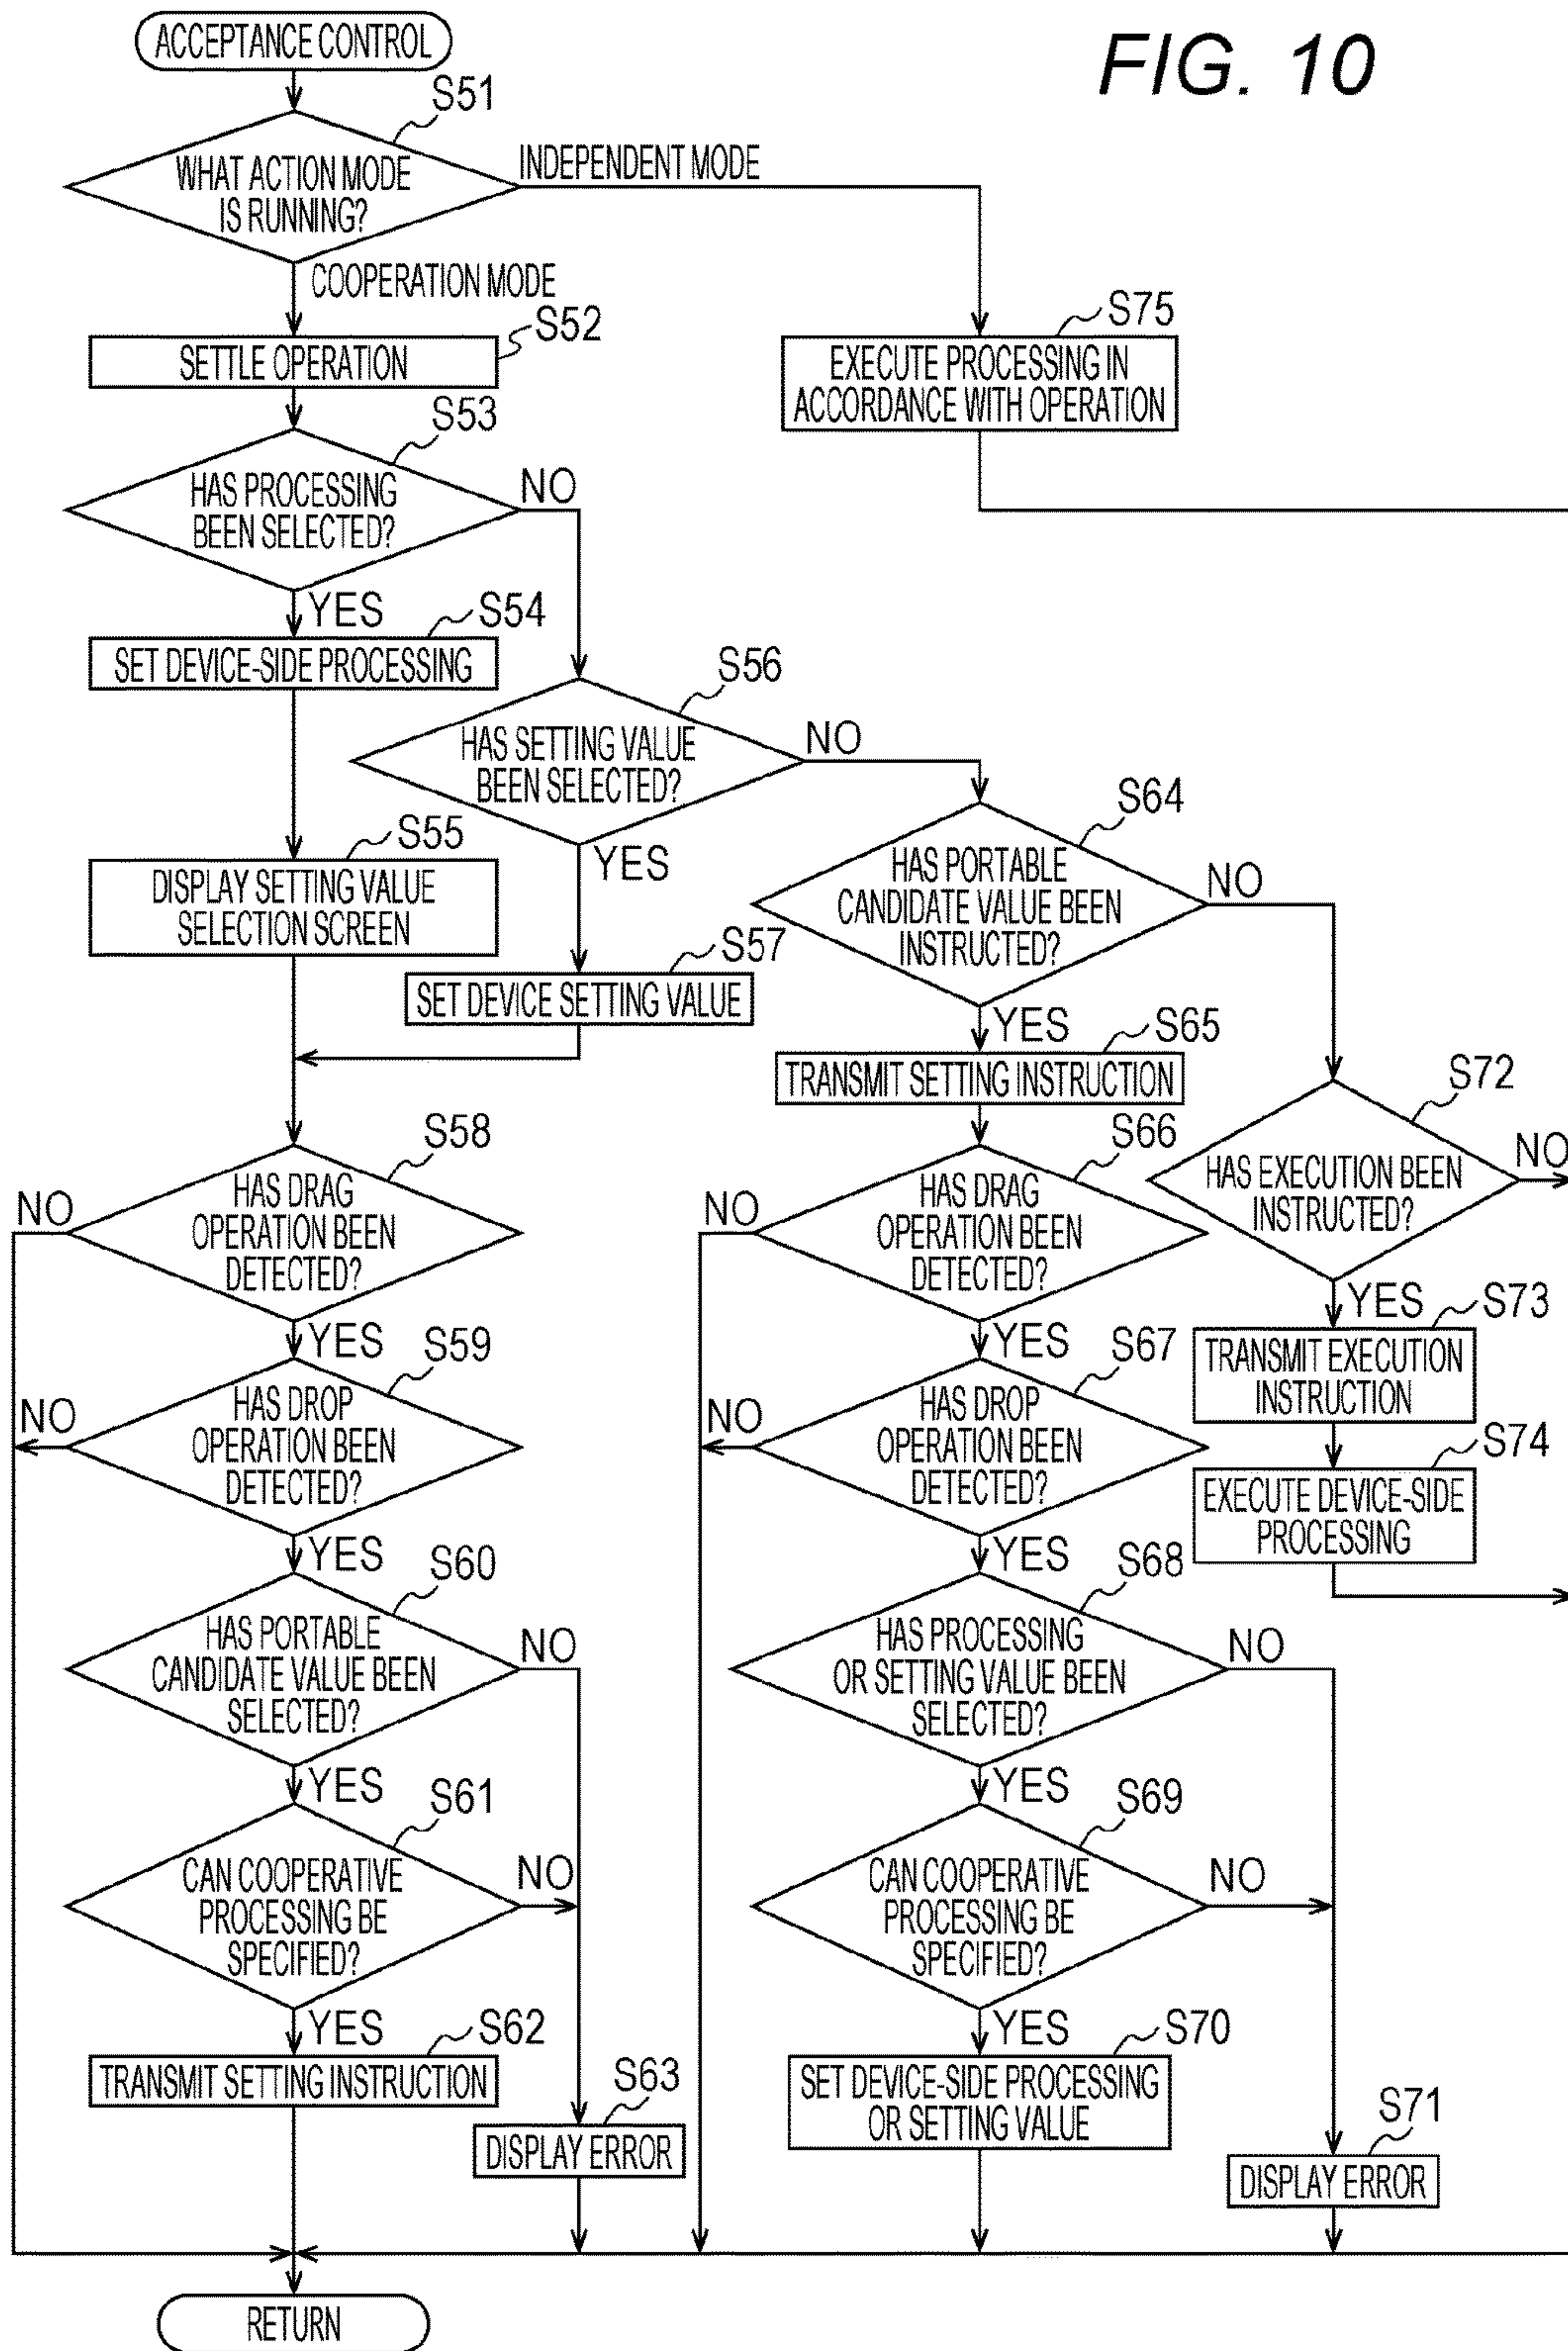 FIG. 10
ACCEPTANCE CONTROL
S51
WHAT ACTION MODE
IS RUNNING?
INDEPENDENT MODE
COOPERATION MODE
S52
SETTLE OPERATION
S75
EXECUTE PROCESSING IN
ACCORDANCE WITH OPERATION
S53
HAS PROCESSING
BEEN SELECTED?
NO
YES
S54
SET DEVICE-SIDE PROCESSING
S56
HAS SETTING VALUE
BEEN SELECTED?
NO
YES
S55
DISPLAY SETTING VALUE
SELECTION SCREEN
S57
SET DEVICE SETTING VALUE
S64
HAS PORTABLE
CANDIDATE VALUE BEEN
INSTRUCTED?
NO
YES
S65
TRANSMIT SETTING INSTRUCTION
S72
HAS EXECUTION BEEN
INSTRUCTED?
NO
YES
S73
TRANSMIT EXECUTION
INSTRUCTION
S74
EXECUTE DEVICE-SIDE
PROCESSING
S58
HAS DRAG
OPERATION BEEN
DETECTED?
NO
YES
S59
HAS DROP
OPERATION BEEN
DETECTED?
NO
YES
S60
HAS PORTABLE
CANDIDATE VALUE BEEN
SELECTED?
NO
YES
S61
CAN COOPERATIVE
PROCESSING BE
SPECIFIED?
NO
YES
S62
TRANSMIT SETTING INSTRUCTION
S63
DISPLAY ERROR
S66
HAS DRAG
OPERATION BEEN
DETECTED?
NO
YES
S67
HAS DROP
OPERATION BEEN
DETECTED?
NO
YES
S68
HAS PROCESSING
OR SETTING VALUE BEEN
SELECTED?
NO
YES
S69
CAN COOPERATIVE
PROCESSING BE
SPECIFIED?
NO
YES
S70
SET DEVICE-SIDE PROCESSING
OR SETTING VALUE
S71
DISPLAY ERROR
RETURN